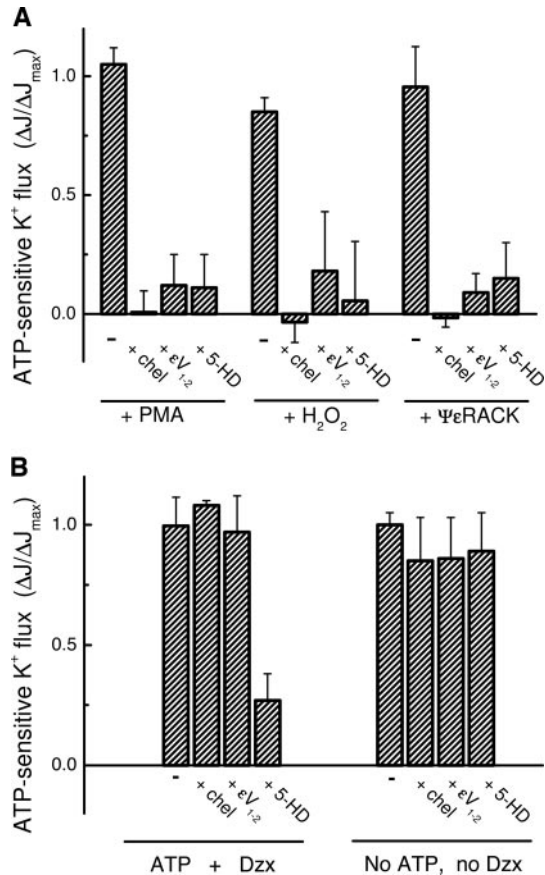 A
ATP-sensitive K⁺ flux (ΔJ/ΔJmax)
1.0
0.5
0.0
- + chel + εV1-2 + 5-HD - + chel + εV1-2 + 5-HD - + chel + εV1-2 + 5-HD
+ PMA + H₂O₂ + ΨεRACK
B
ATP-sensitive K⁺ flux (ΔJ/ΔJmax)
1.0
0.5
0.0
- + chel + εV1-2 + 5-HD - + chel + εV1-2 + 5-HD
ATP + Dzx No ATP, no Dzx